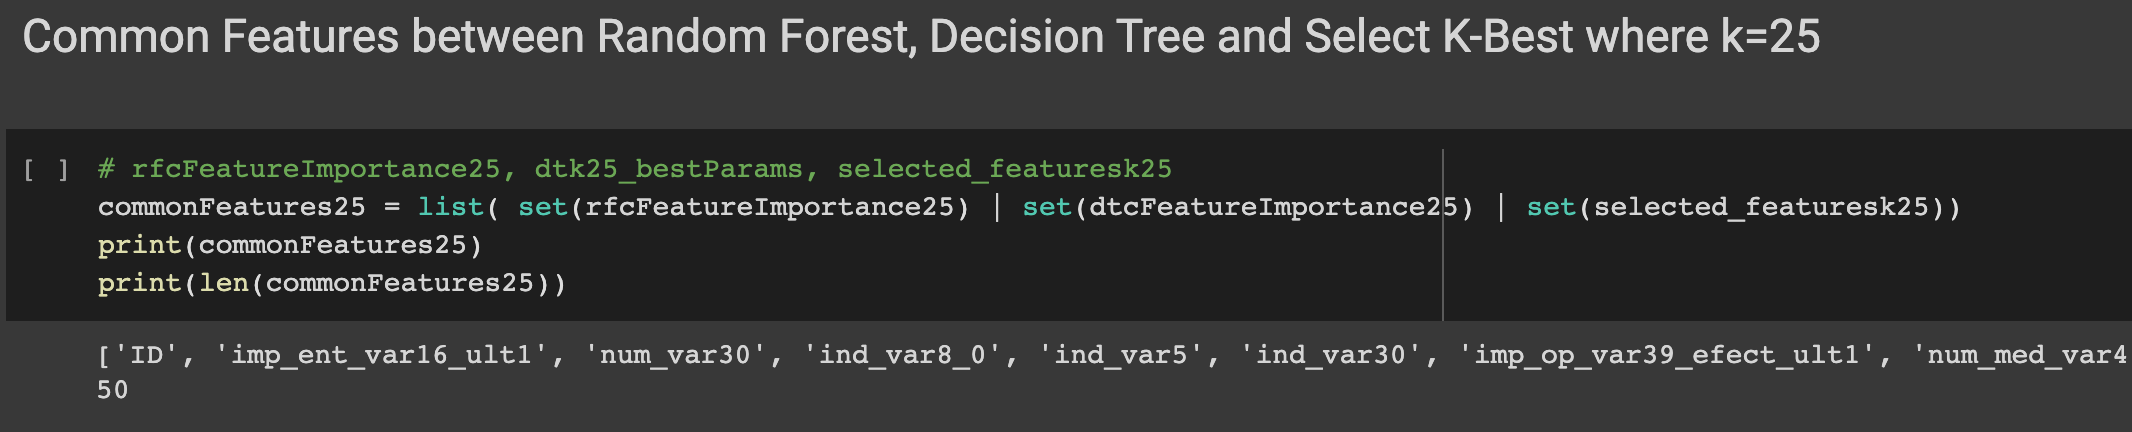 Common Features between Random Forest, Decision Tree and Select K-Best where k=25
[ ] # rfcFeatureImportance25, dtk25_bestParams, selected_featuresk25
commonFeatures25 = list( set(rfcFeatureImportance25) | set(dtcFeatureImportance25) | set(selected_featuresk25))
print(commonFeatures25)
print(len(commonFeatures25))
['ID', 'imp_ent_var16_ult1', 'num_var30', 'ind_var8_0', 'ind_var5', 'ind_var30', 'imp_op_var39_efect_ult1', 'num_med_var4
50